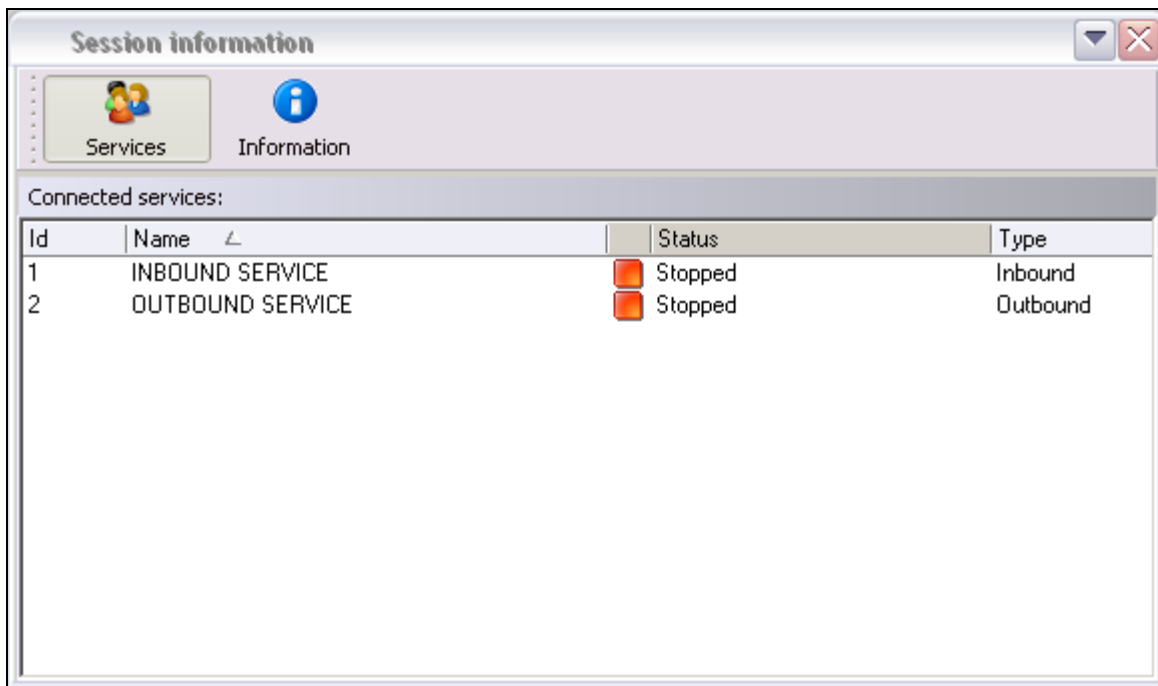 Session information
Services Information
Connected services:
Id Name Status Type
1 INBOUND SERVICE Stopped Inbound
2 OUTBOUND SERVICE Stopped Outbound